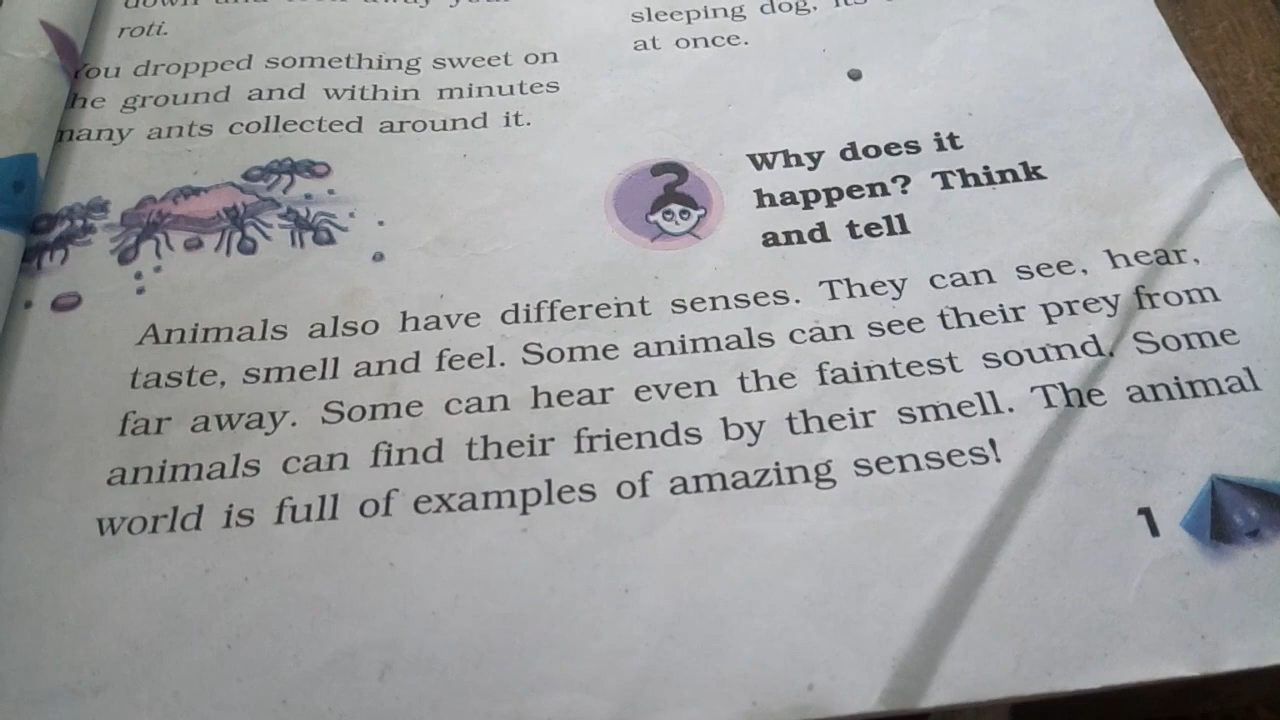 roti.
You dropped something sweet on
he ground and within minutes
many ants collected around it.
sleeping dog,
at once.
Why does it
happen? Think
and tell
Animals also have different senses. They can see, hear,
taste, smell and feel. Some animals can see their prey from
far away. Some can hear even the faintest sound. Some
animals can find their friends by their smell. The animal
world is full of examples of amazing senses!
1